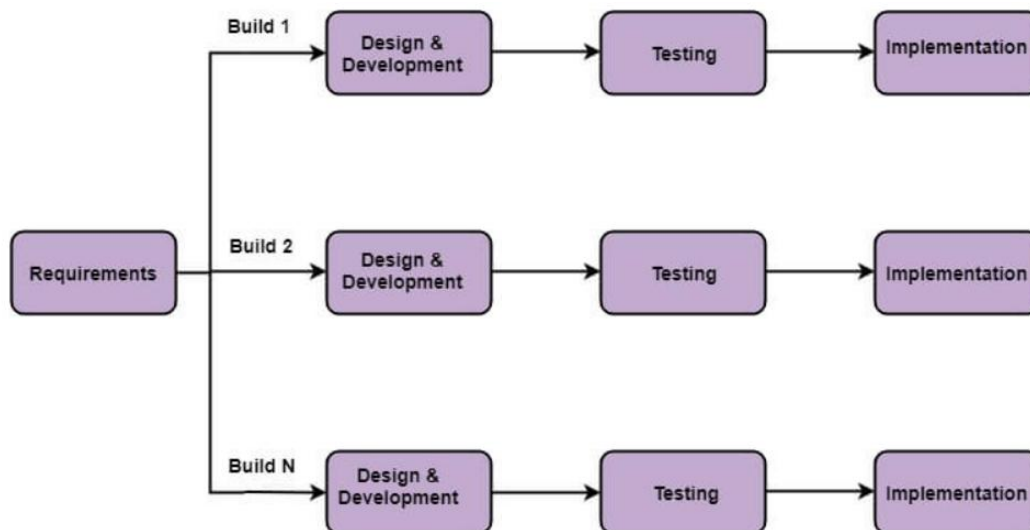 Build 1
Design &
Development
Testing
Implementation
Build 2
Requirements
Design &
Development
Testing
Implementation
Build N
Design &
Development
Testing
Implementation